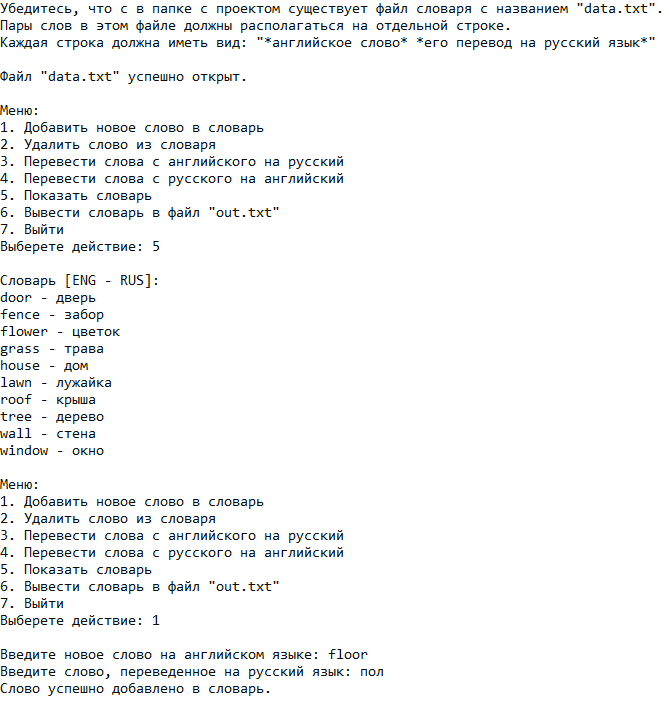 Убедитесь, что с в папке с проектом существует файл словаря с названием "data.txt".
Пары слов в этом файле должны располагаться на отдельной строке.
Каждая строка должна иметь вид: "*английское слово* *его перевод на русский язык*"
Файл "data.txt" успешно открыт.
Меню:
1. Добавить новое слово в словарь
2. Удалить слово из словаря
3. Перевести слова с английского на русский
4. Перевести слова с русского на английский
5. Показать словарь
6. Вывести словарь в файл "out.txt"
7. Выйти
Выберете действие: 5
Словарь [ENG - RUS]:
door - дверь
fence - забор
flower - цветок
grass - трава
house - дом
lawn - лужайка
roof - крыша
tree - дерево
wall - стена
window - окно
Меню:
1. Добавить новое слово в словарь
2. Удалить слово из словаря
3. Перевести слова с английского на русский
4. Перевести слова с русского на английский
5. Показать словарь
6. Вывести словарь в файл "out.txt"
7. Выйти
Выберете действие: 1
Введите новое слово на английском языке: floor
Введите слово, переведенное на русский язык: пол
Слово успешно добавлено в словарь.